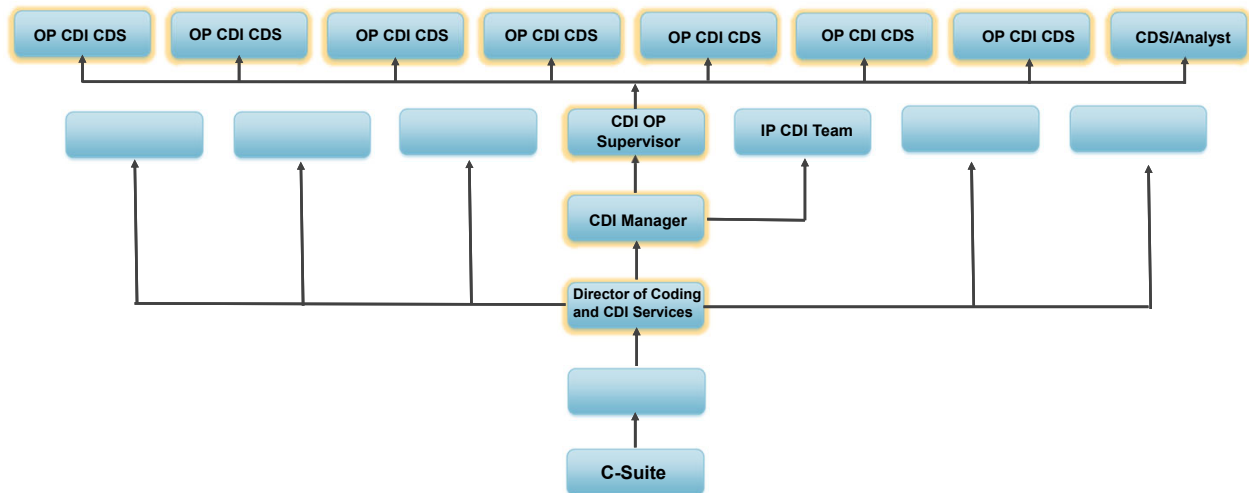 OP CDI CDS
OP CDI CDS
OP CDI CDS
OP CDI CDS
OP CDI CDS
OP CDI CDS
OP CDI CDS
CDS/Analyst
CDI OP
Supervisor
IP CDI Team
CDI Manager
Director of Coding
and CDI Services
C-Suite